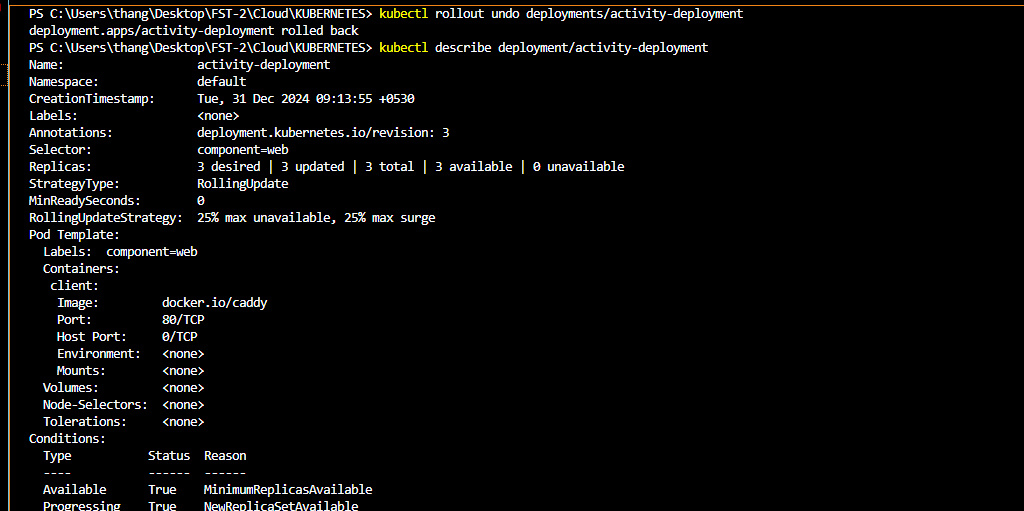 PS C:\Users\thang\Desktop\FST-2\Cloud\KUBERNETES> kubectl rollout undo deployments/activity-deployment
deployment.apps/activity-deployment rolled back
PS C:\Users\thang\Desktop\FST-2\Cloud\KUBERNETES> kubectl describe deployment/activity-deployment
Name:                   activity-deployment
Namespace:              default
CreationTimestamp:      Tue, 31 Dec 2024 09:13:55 +0530
Labels:                 <none>
Annotations:            deployment.kubernetes.io/revision: 3
Selector:               component=web
Replicas:               3 desired | 3 updated | 3 total | 3 available | 0 unavailable
StrategyType:           RollingUpdate
MinReadySeconds:        0
RollingUpdateStrategy:  25% max unavailable, 25% max surge
Pod Template:
  Labels:  component=web
  Containers:
   client:
    Image:         docker.io/caddy
    Port:          80/TCP
    Host Port:     0/TCP
    Environment:   <none>
    Mounts:        <none>
  Volumes:         <none>
  Node-Selectors:  <none>
  Tolerations:     <none>
Conditions:
  Type           Status  Reason
  ----           ------  ------
  Available      True    MinimumReplicasAvailable
  Progressing    True    NewReplicaSetAvailable